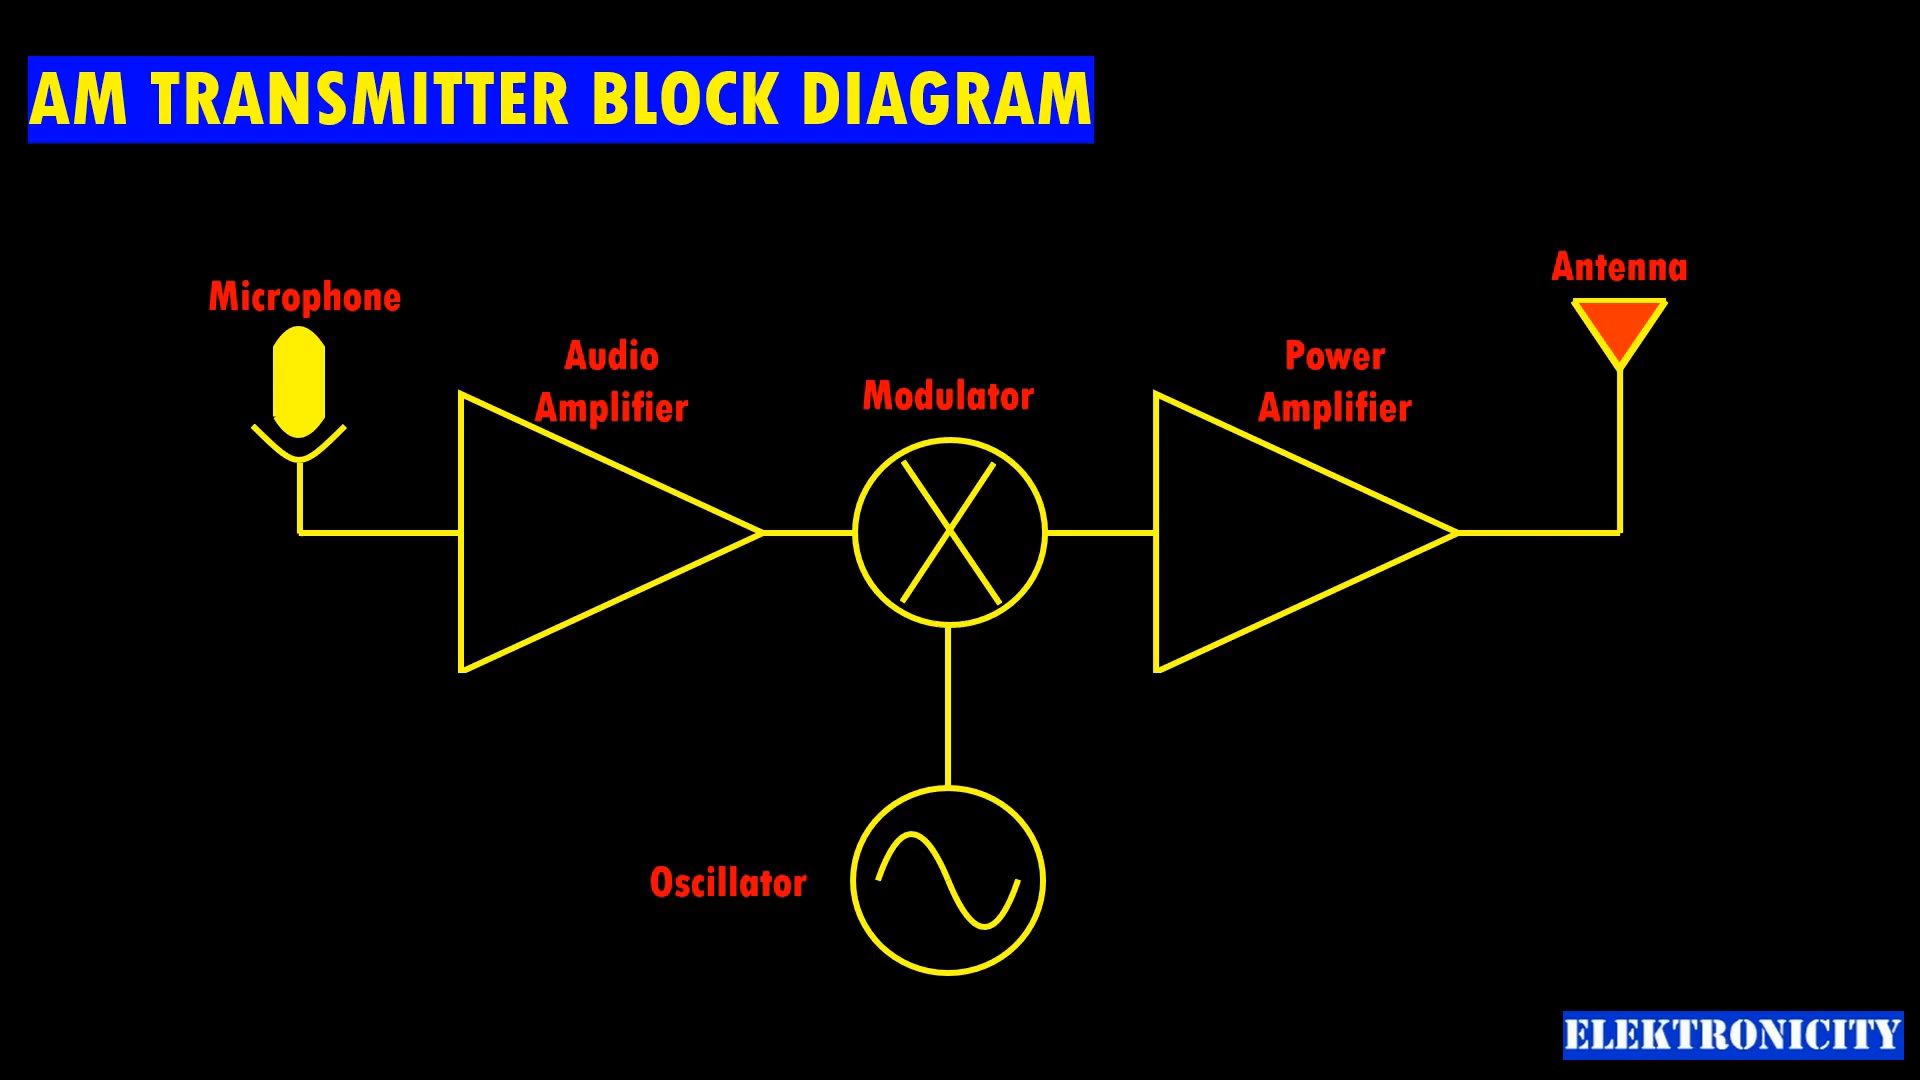 AM TRANSMITTER BLOCK DIAGRAM
Microphone
Audio
Amplifier
Modulator
Power
Amplifier
Antenna
Oscillator
ELEKTRONICITY